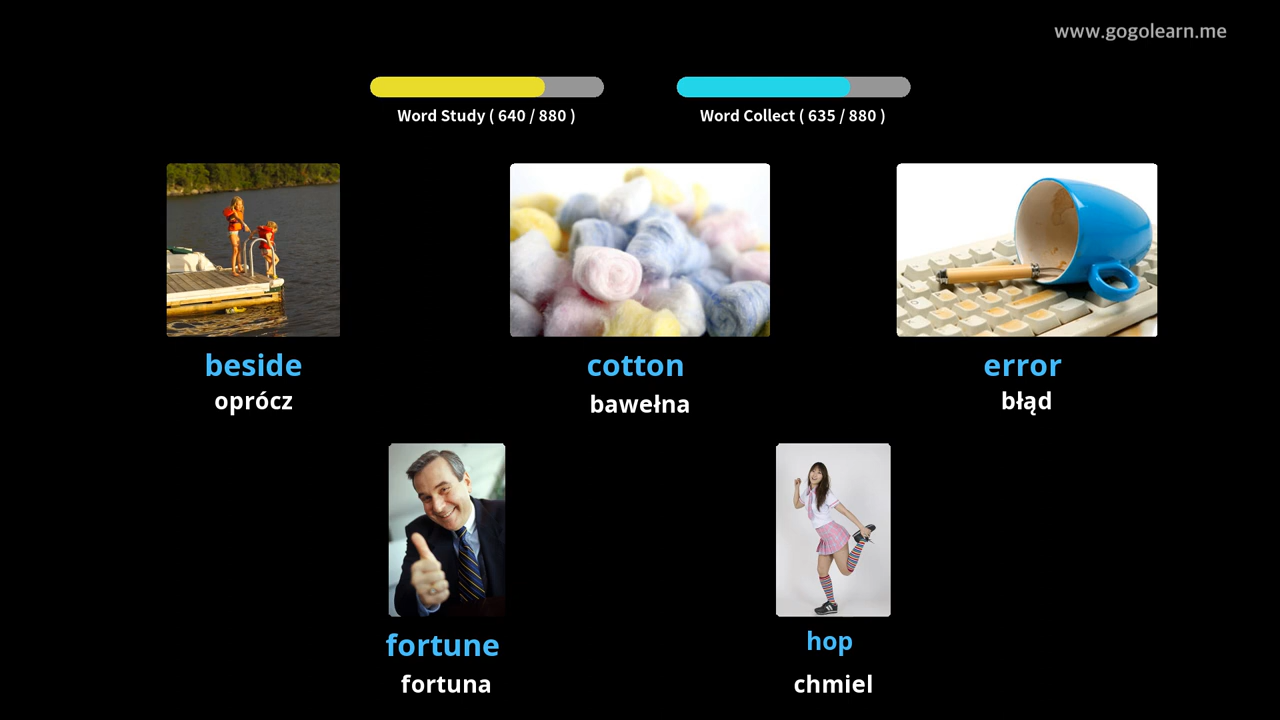 www.gogolearn.me
Word Study ( 640 / 880 )
Word Collect ( 635 / 880 )
beside
oprócz
cotton
bawełna
error
błąd
fortune
fortuna
hop
chmiel